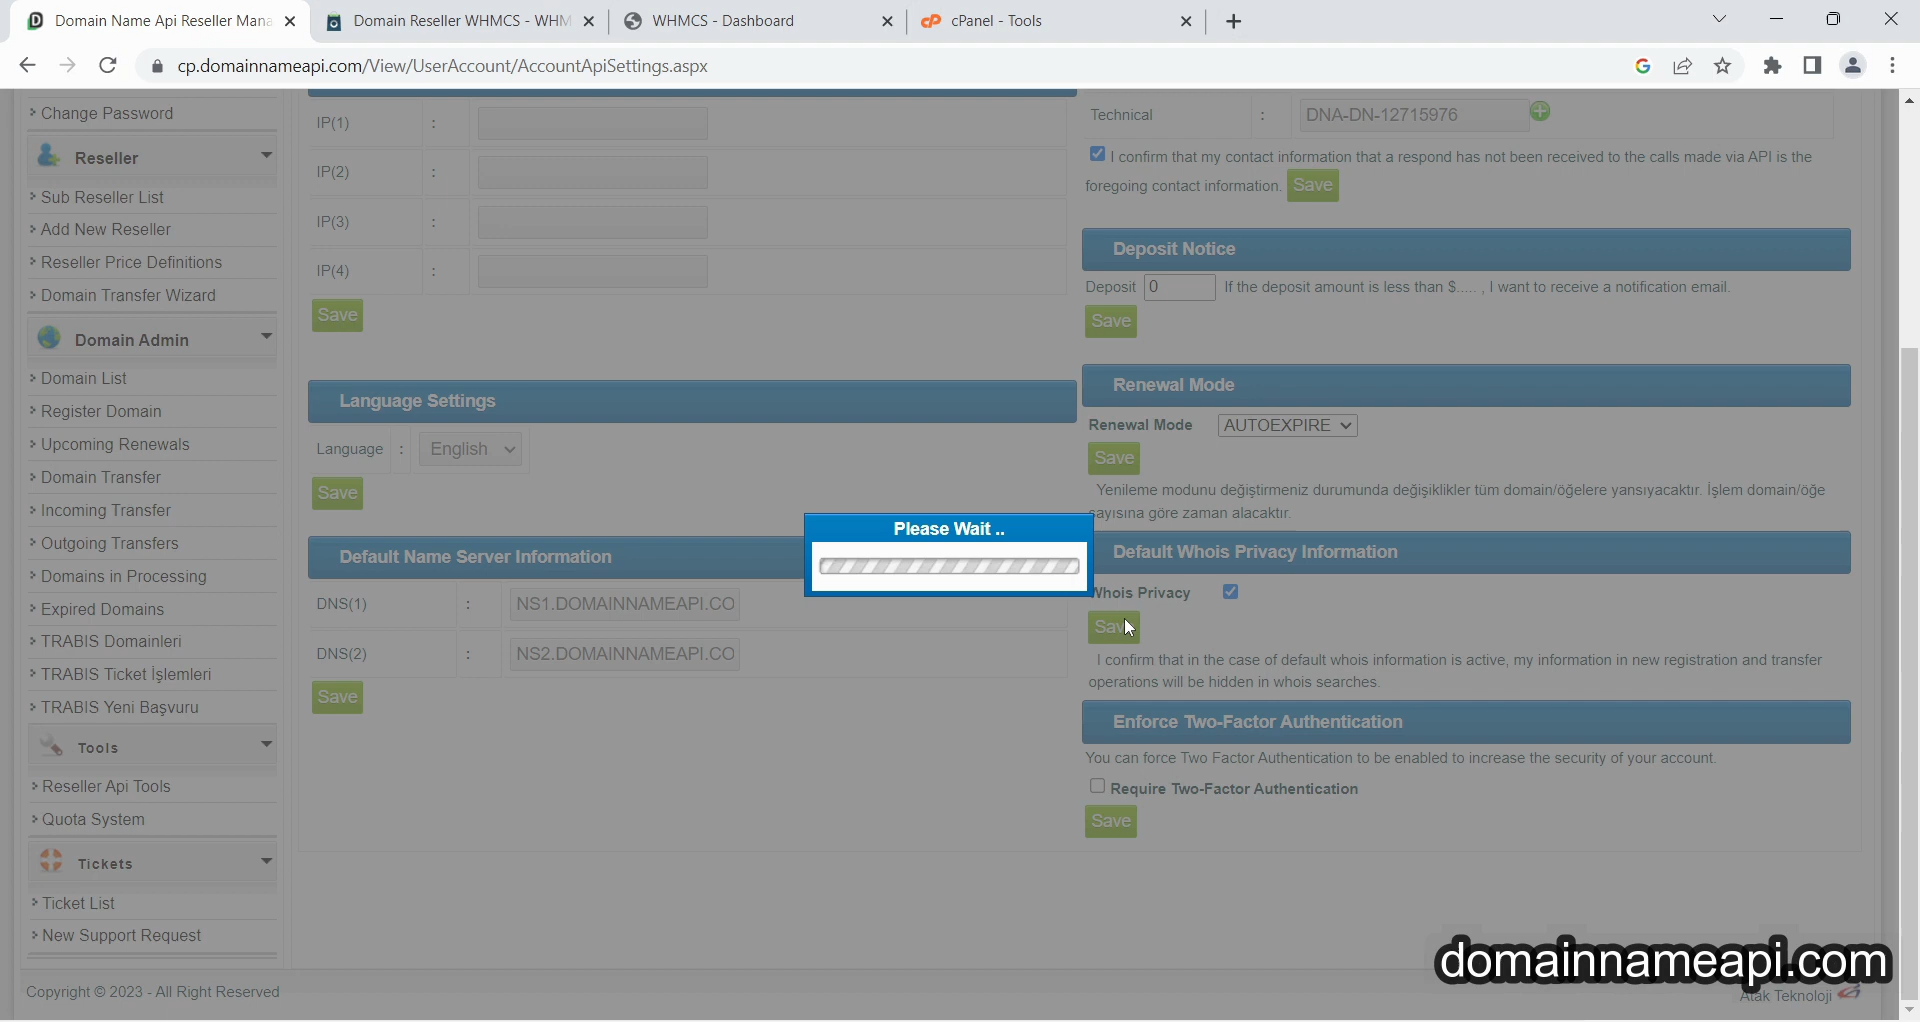 Domain Name Api Reseller Mana
Domain Reseller WHMCS - WHM
WHMCS - Dashboard
cPanel - Tools
cp.domainnameapi.com/View/UserAccount/AccountApiSettings.aspx
Change Password
Reseller
Sub Reseller List
Add New Reseller
Reseller Price Definitions
Domain Transfer Wizard
Domain Admin
Domain List
Register Domain
Upcoming Renewals
Domain Transfer
Incoming Transfer
Outgoing Transfers
Domains in Processing
Expired Domains
TRABIS Domainleri
TRABIS Ticket İşlemleri
TRABIS Yeni Başvuru
Tools
Reseller Api Tools
Quota System
Tickets
Ticket List
New Support Request
IP(1) :
IP(2) :
IP(3) :
IP(4) :
Save
Language Settings
Language : English
Save
Default Name Server Information
DNS(1) : NS1.DOMAINNAMEAPI.CO
DNS(2) : NS2.DOMAINNAMEAPI.CO
Save
Please Wait ..
Technical : DNA-DN-12715976
I confirm that my contact information that a respond has not been received to the calls made via API is the
foregoing contact information. Save
Deposit Notice
Deposit 0 If the deposit amount is less than $..... , I want to receive a notification email.
Save
Renewal Mode
Renewal Mode AUTOEXPIRE
Save
Yenileme modunu değiştirmeniz durumunda değişiklikler tüm domain/öğelere yansıyacaktır. İşlem domain/öğe
sayısına göre zaman alacaktır.
Default Whois Privacy Information
Whois Privacy
Save
I confirm that in the case of default whois information is active, my information in new registration and transfer
operations will be hidden in whois searches.
Enforce Two-Factor Authentication
You can force Two Factor Authentication to be enabled to increase the security of your account.
Require Two-Factor Authentication
Save
domainnameapi.com
Copyright © 2023 - All Right Reserved
Atak Teknoloji